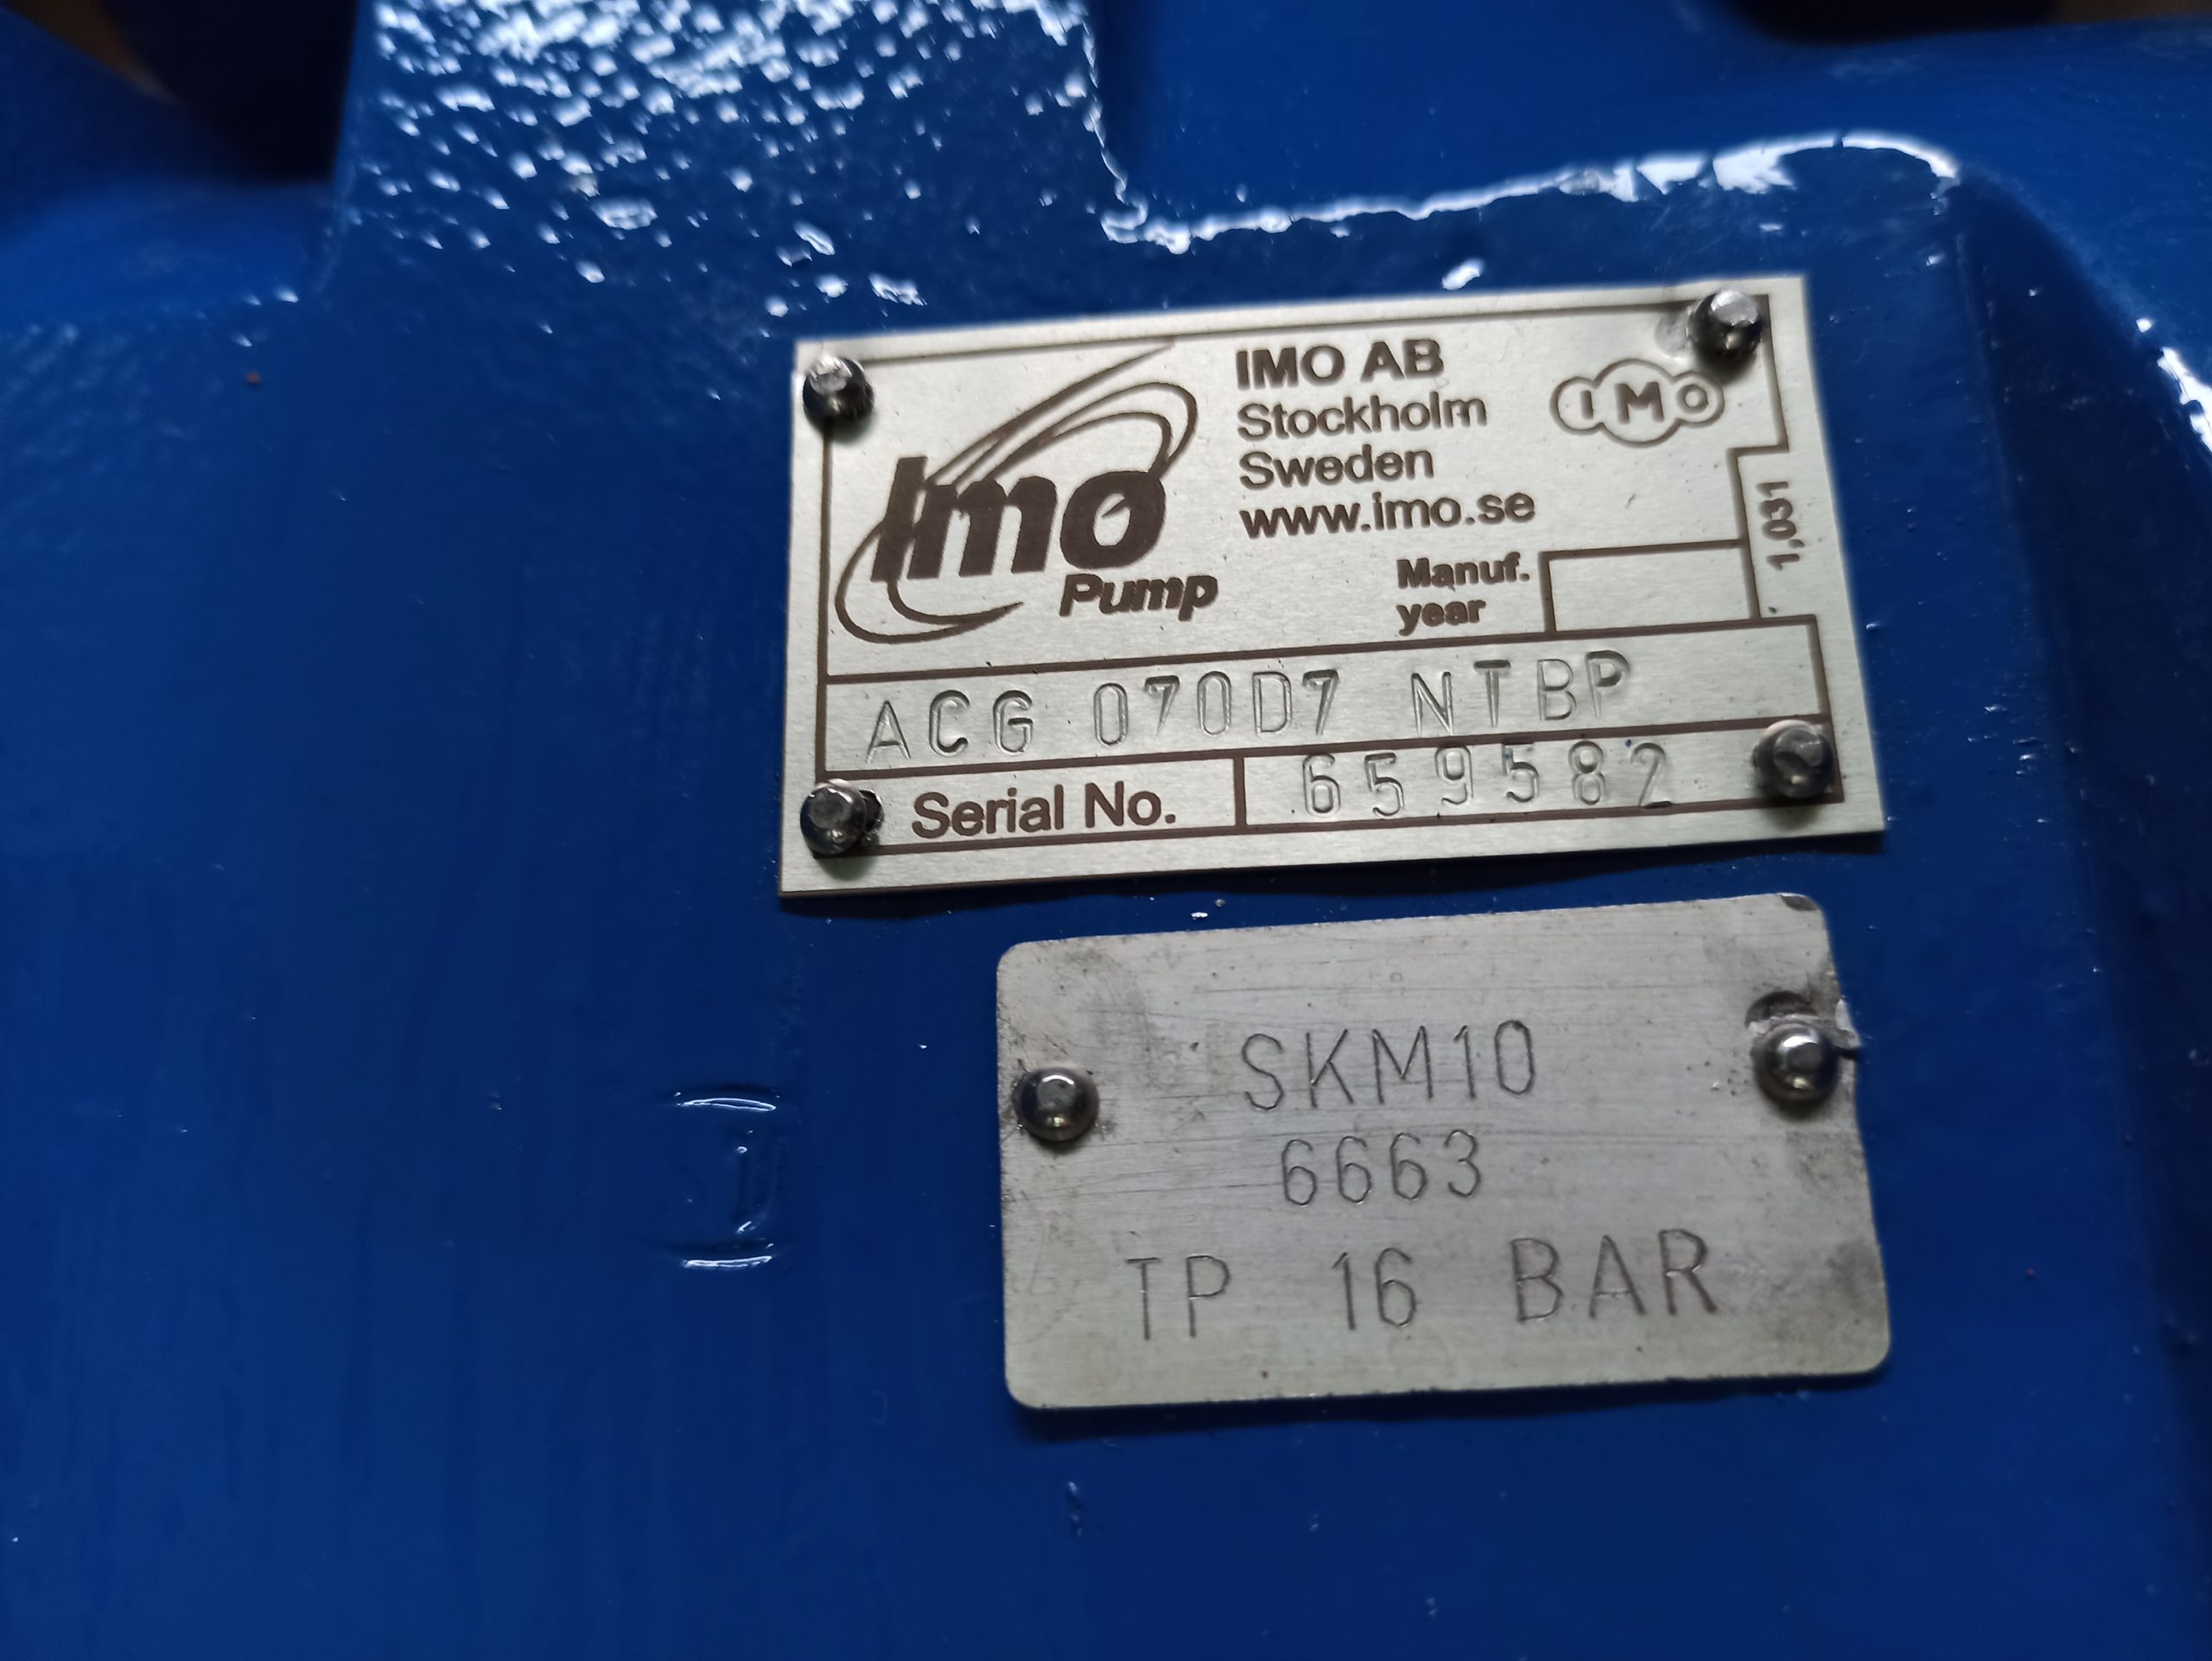 Imo
Pump
IMO AB
Stockholm
Sweden
www.imo.se
IMO
1,031
Manuf.
year
ACG 070D7 NTBP
Serial No. 659582
SKM10
6663
TP 16 BAR